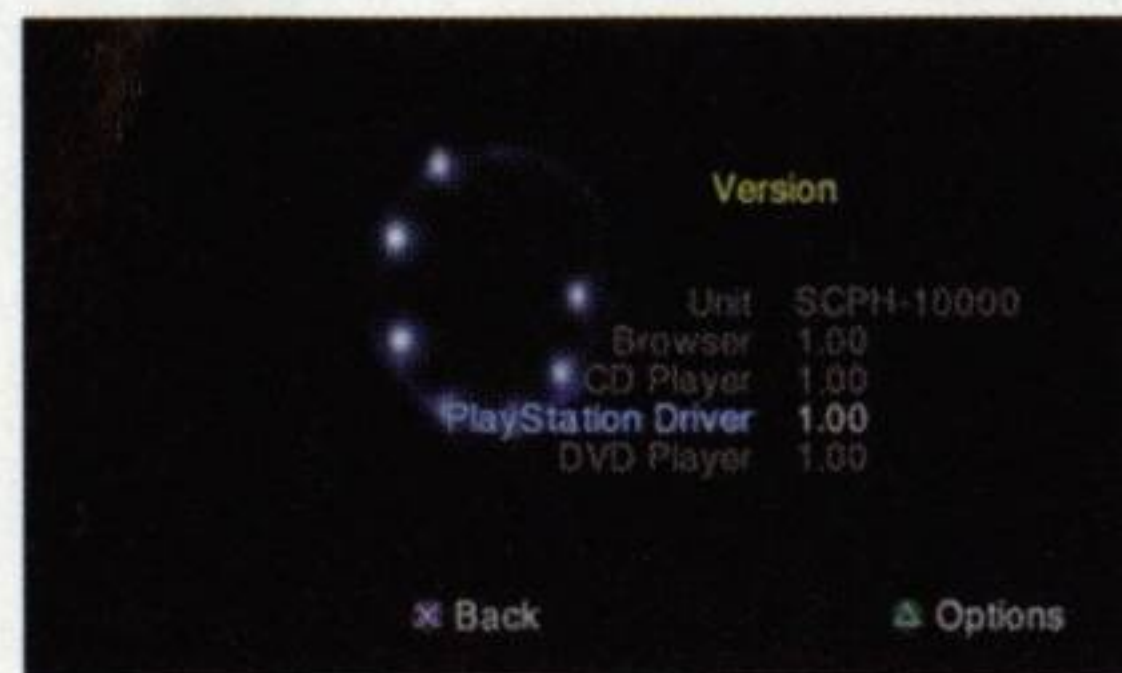 Version
Unit SCPH-10000
Browser 1.00
CD Player 1.00
PlayStation Driver 1.00
DVD Player 1.00
Back
Options